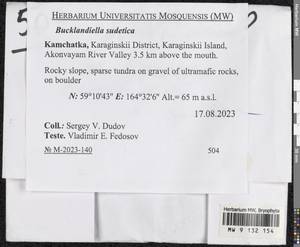 HERBARIUM UNIVERSITATIS MOSQUENSIS (MW)
Bucklandiella sudetica
Kamchatka, Karaginskii District, Karaginskii Island,
Akonvayam River Valley 3.5 km above the mouth.
Rocky slope, sparse tundra on gravel of ultramafic rocks,
on boulder
N: 59°10'43" E: 164°32'6" Alt.= 65 m a.s.l.
17.08.2023
Coll.: Sergey V. Dudov
Teste. Vladimir E. Fedosov
№ M-2023-140 504
Herbarium MW, Bryophyta
MW 9 132 154